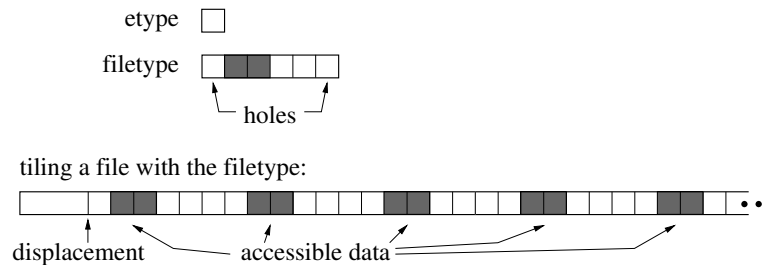 etype
filetype
holes
tiling a file with the filetype:
displacement
accessible data